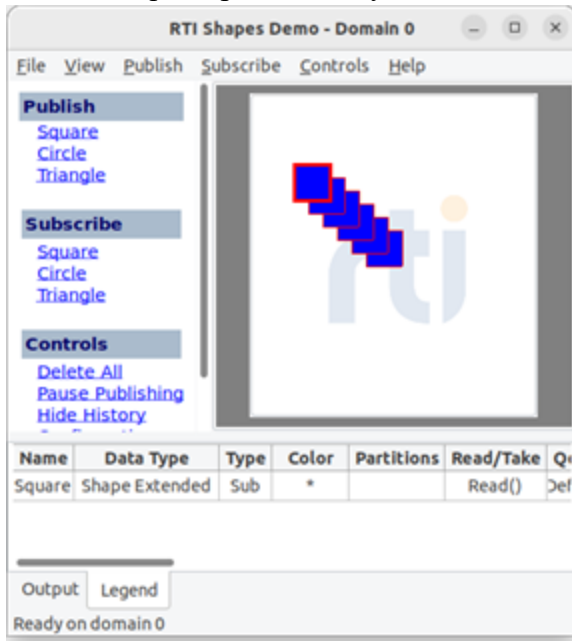 RTI Shapes Demo - Domain 0
File View Publish Subscribe Controls Help
Publish
Square
Circle
Triangle
Subscribe
Square
Circle
Triangle
Controls
Delete All
Pause Publishing
Hide History
rti
Name Data Type Type Color Partitions Read/Take
Square Shape Extended Sub * Read()
Output Legend
Ready on domain 0